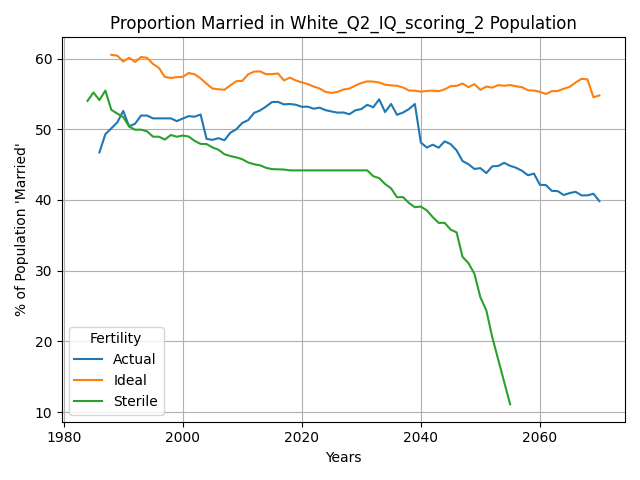 Proportion Married in White_Q2_IQ_scoring_2 Population
% of Population 'Married'
60
50
40
30
20
10
Fertility
Actual
Ideal
Sterile
1980
2000
2020
2040
2060
Years